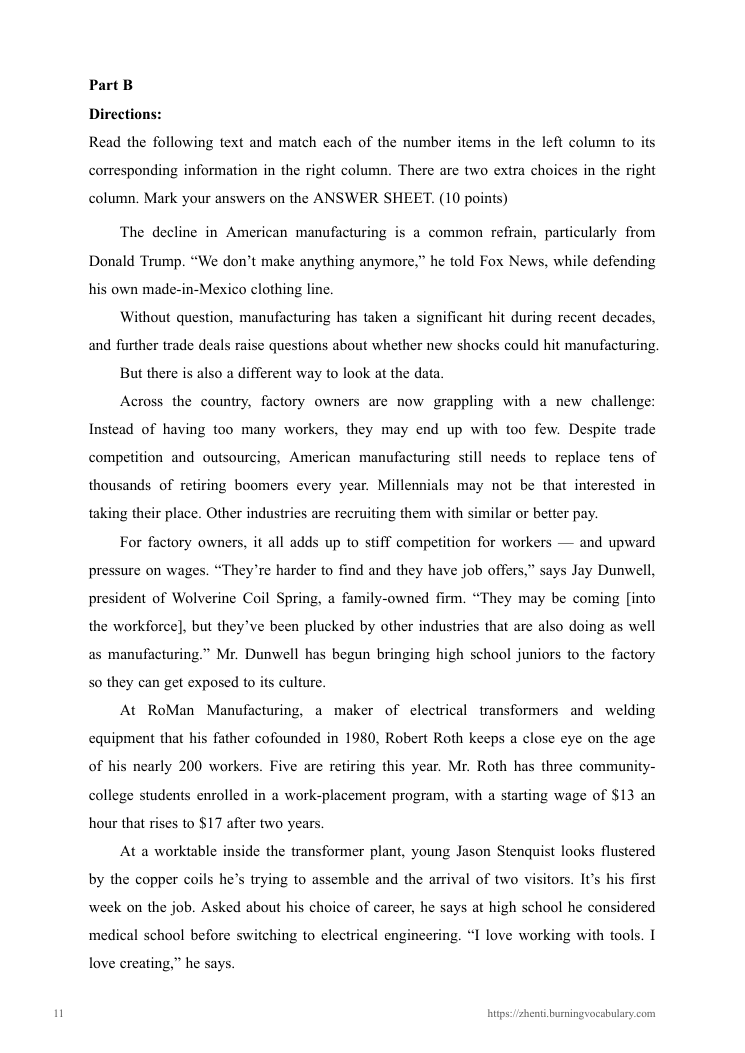 Part B
Directions:
Read the following text and match each of the number items in the left column to its
corresponding information in the right column. There are two extra choices in the right
column. Mark your answers on the ANSWER SHEET. (10 points)
The decline in American manufacturing is a common refrain, particularly from
Donald Trump. “We don’t make anything anymore,” he told Fox News, while defending
his own made-in-Mexico clothing line.
Without question, manufacturing has taken a significant hit during recent decades,
and further trade deals raise questions about whether new shocks could hit manufacturing.
But there is also a different way to look at the data.
Across the country, factory owners are now grappling with a new challenge:
Instead of having too many workers, they may end up with too few. Despite trade
competition and outsourcing, American manufacturing still needs to replace tens of
thousands of retiring boomers every year. Millennials may not be that interested in
taking their place. Other industries are recruiting them with similar or better pay.
For factory owners, it all adds up to stiff competition for workers — and upward
pressure on wages. “They’re harder to find and they have job offers,” says Jay Dunwell,
president of Wolverine Coil Spring, a family-owned firm. “They may be coming [into
the workforce], but they’ve been plucked by other industries that are also doing as well
as manufacturing.” Mr. Dunwell has begun bringing high school juniors to the factory
so they can get exposed to its culture.
At RoMan Manufacturing, a maker of electrical transformers and welding
equipment that his father cofounded in 1980, Robert Roth keeps a close eye on the age
of his nearly 200 workers. Five are retiring this year. Mr. Roth has three community-
college students enrolled in a work-placement program, with a starting wage of $13 an
hour that rises to $17 after two years.
At a worktable inside the transformer plant, young Jason Stenquist looks flustered
by the copper coils he’s trying to assemble and the arrival of two visitors. It’s his first
week on the job. Asked about his choice of career, he says at high school he considered
medical school before switching to electrical engineering. “I love working with tools. I
love creating,” he says.
11 https://zhenti.burningvocabulary.com